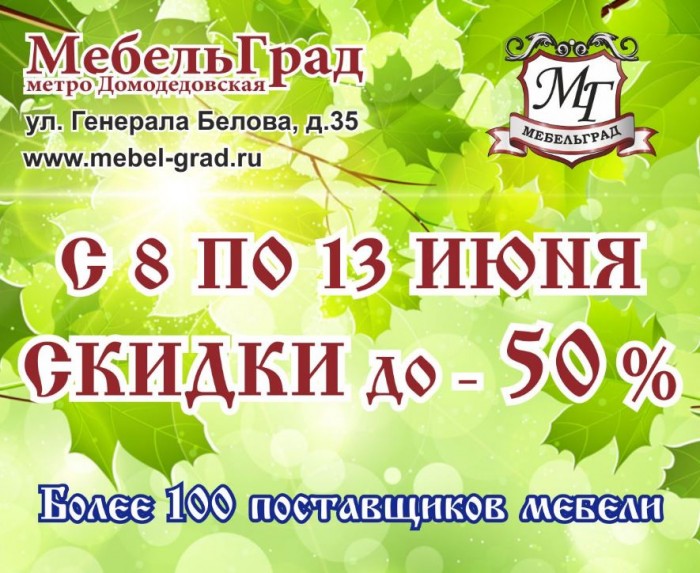 МебельГрад
метро Домодедовская
ул. Генерала Белова, д.35
www.mebel-grad.ru
МГ
МЕБЕЛЬГРАД
С 8 ПО 13 ИЮНЯ
СКИДКИ ДО - 50 %
Более 100 поставщиков мебели